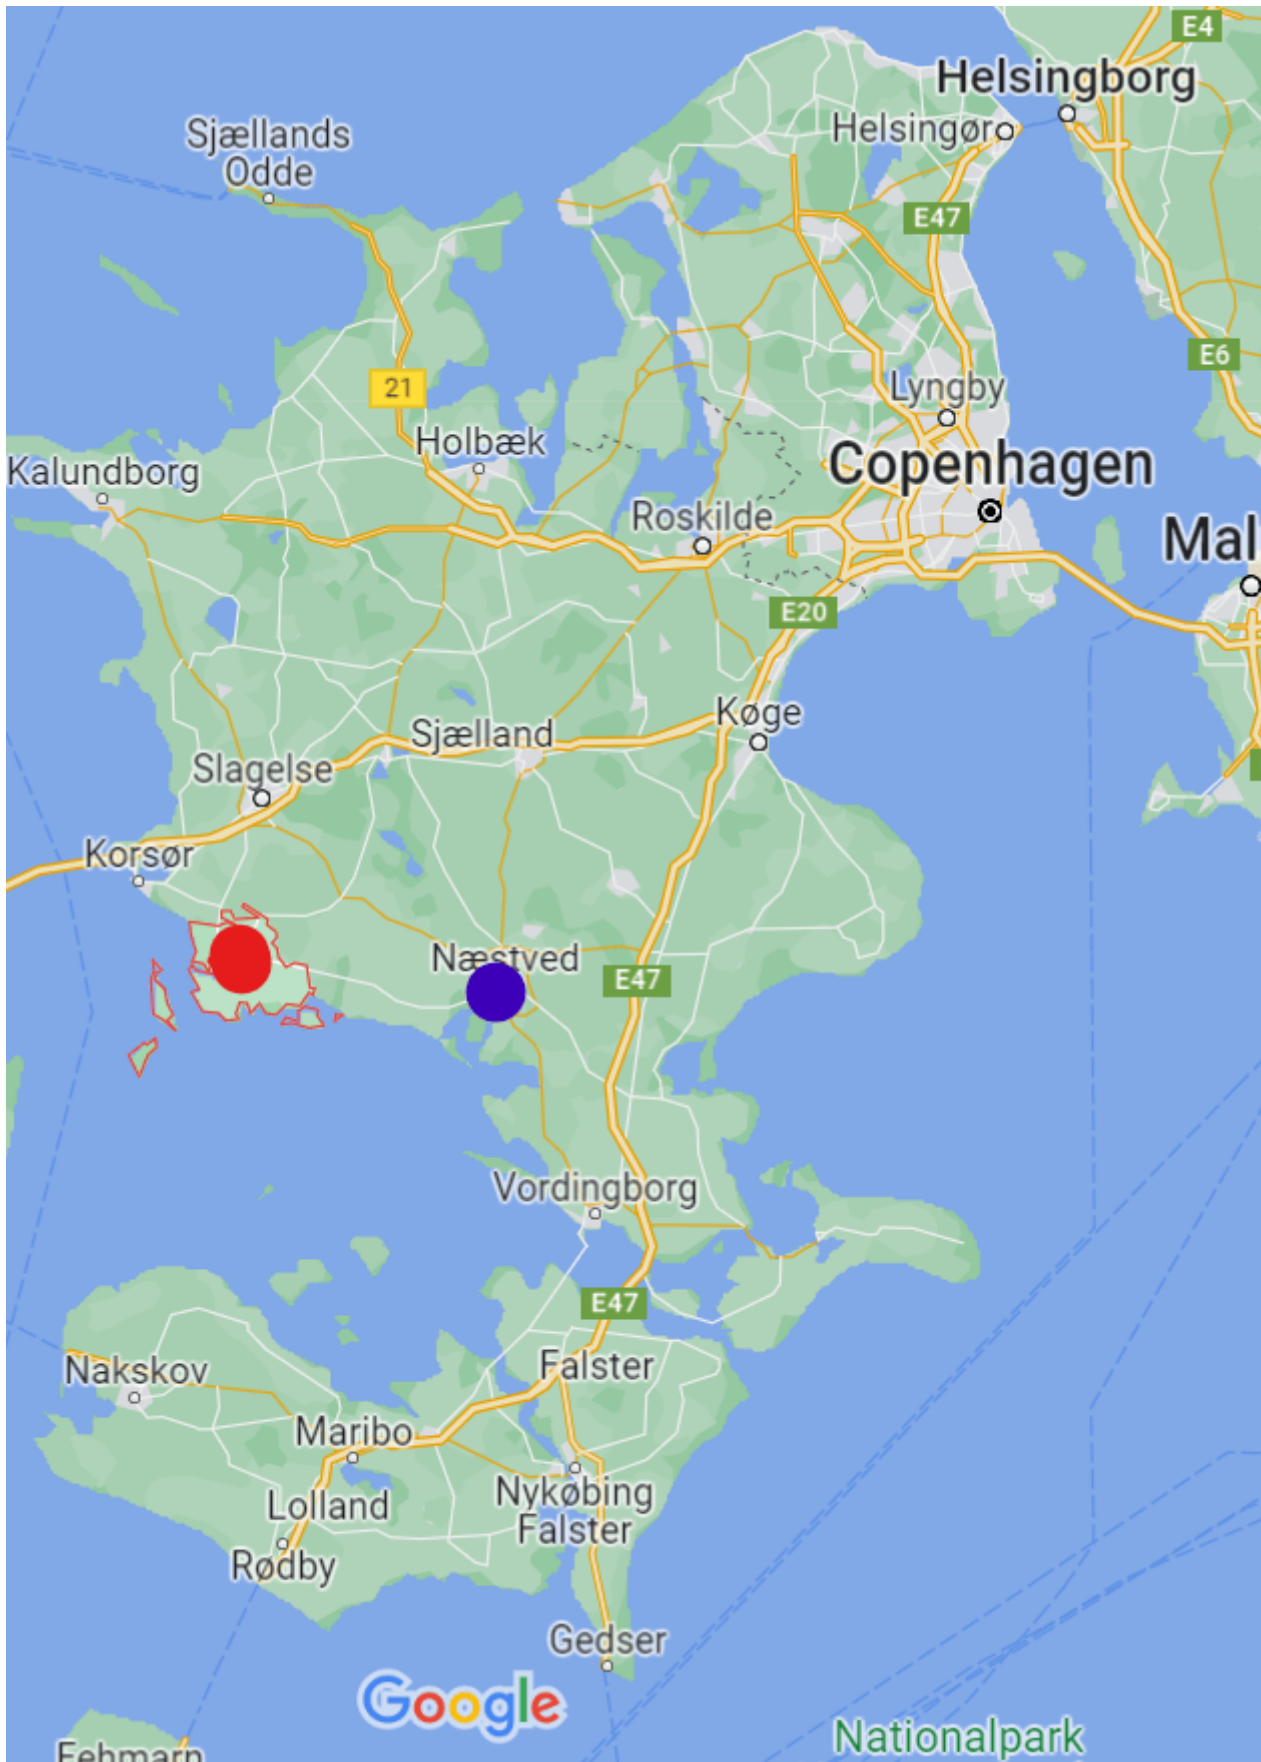 E4
Helsingborg
Helsingør
Sjællands
Odde
E47
E6
21
Lyngby
Holbæk
Copenhagen
Kalundborg
Roskilde
Mal
E20
Køge
Sjælland
Slagelse
Korsør
Næstved
E47
Vordingborg
E47
Falster
Nakskov
Maribo
Nykøbing
Falster
Lolland
Rødby
Gedser
Google
Nationalpark
Fehmarn